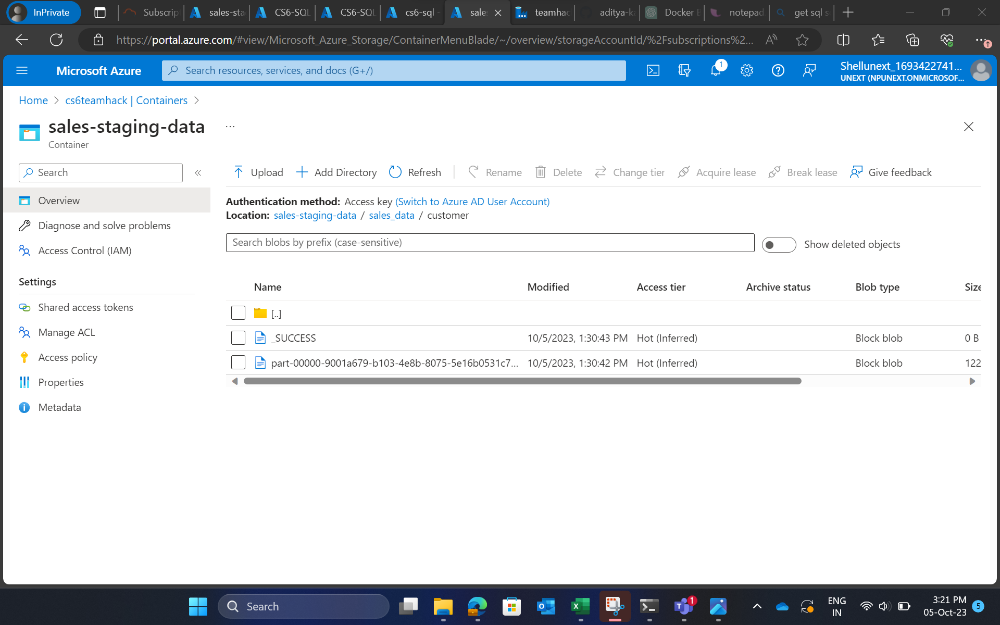 InPrivate
Subscrip
sales-sta
CS6-SQL
CS6-SQL
cs6-sql -
sales
teamhac
aditya-ka
Docker
notepad
get sql s
https://portal.azure.com/#view/Microsoft_Azure_Storage/ContainerMenuBlade/~/overview/storageAccountId/%2Fsubscriptions%2...
Microsoft Azure
Search resources, services, and docs (G+/)
1
Shellunext_1693422741...
UNEXT (NPUNEXT.ONMICROSOF...
Home > cs6teamhack | Containers >
sales-staging-data
...
Container
Search
«
Upload
Add Directory
Refresh
Rename
Delete
Change tier
Acquire lease
Break lease
Give feedback
Overview
Diagnose and solve problems
Access Control (IAM)
Settings
Shared access tokens
Manage ACL
Access policy
Properties
Metadata
Authentication method: Access key (Switch to Azure AD User Account)
Location: sales-staging-data / sales_data / customer
Search blobs by prefix (case-sensitive)
Show deleted objects
Name Modified Access tier Archive status Blob type Size
[..]
_SUCCESS 10/5/2023, 1:30:43 PM Hot (Inferred) Block blob 0 B
part-00000-9001a679-b103-4e8b-8075-5e16b0531c7... 10/5/2023, 1:30:42 PM Hot (Inferred) Block blob 122
Search
1
ENG
IN
3:21 PM
05-Oct-23
5